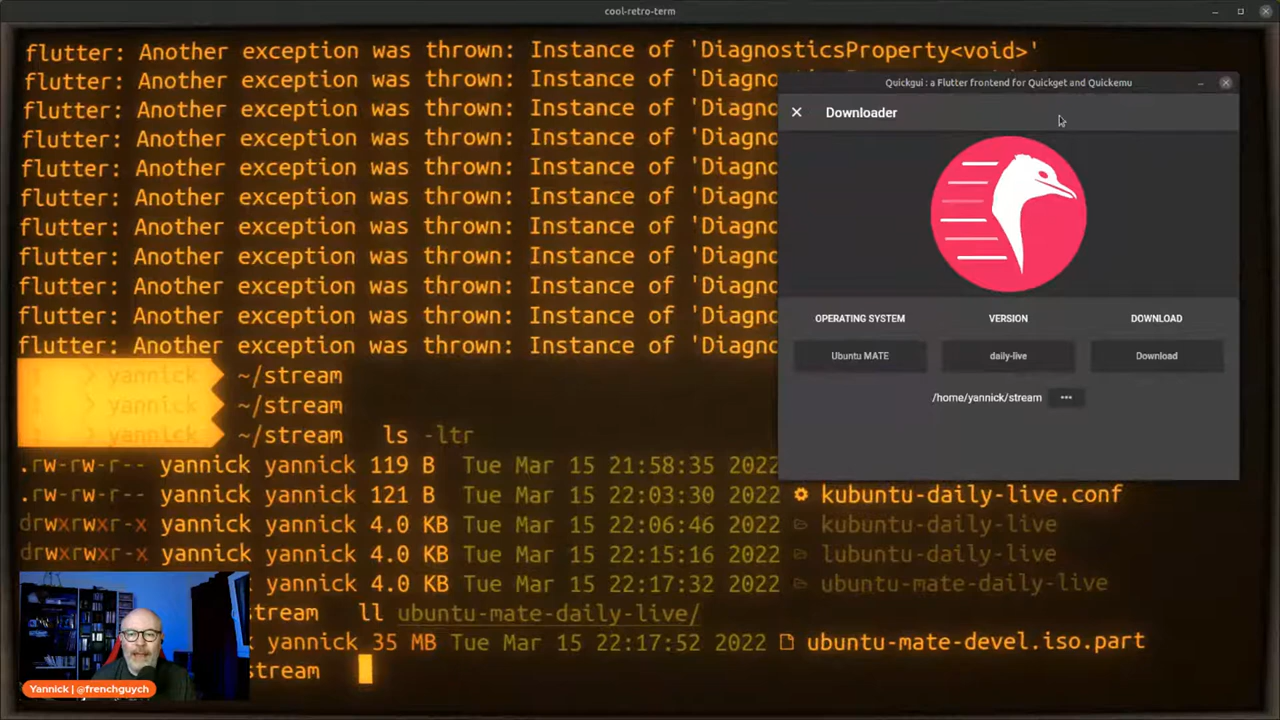 cool-retro-term
flutter: Another exception was thrown: Instance of 'DiagnosticsProperty<void>'
flutter: Another exception was thrown: Instance of
flutter: Another exception was thrown: Instance of 'Diagno
flutter: Another exception was thrown: Instance of 'Diagno
flutter: Another exception was thrown: Instance of 'Diagno
flutter: Another exception was thrown: Instance of 'Diagno
flutter: Another exception was thrown: Instance of 'Diagno
flutter: Another exception was thrown: Instance of 'Diagno
flutter: Another exception was thrown: Instance of 'Diagno
flutter: Another exception was thrown: Instance of 'Diagno
flutter: Another exception was thrown: Instance of 'Diagno
yannick ~/stream
yannick ~/stream
yannick ~/stream ls -ltr
.rw-rw-r-- yannick yannick 119 B Tue Mar 15 21:58:35 2022
.rw-rw-r-- yannick yannick 121 B Tue Mar 15 22:03:30 2022 kubuntu-daily-live.conf
drwxrwxr-x yannick yannick 4.0 KB Tue Mar 15 22:06:46 2022 kubuntu-daily-live
drwxrwxr-x yannick yannick 4.0 KB Tue Mar 15 22:15:16 2022 lubuntu-daily-live
drwxrwxr-x yannick yannick 4.0 KB Tue Mar 15 22:17:32 2022 ubuntu-mate-daily-live
stream ll ubuntu-mate-daily-live/
yannick 35 MB Tue Mar 15 22:17:52 2022 ubuntu-mate-devel.iso.part
stream
Quickgui : a Flutter frontend for Quickget and Quickemu
Downloader
OPERATING SYSTEM VERSION DOWNLOAD
Ubuntu MATE daily-live Download
/home/yannick/stream •••
Yannick | @frenchguych